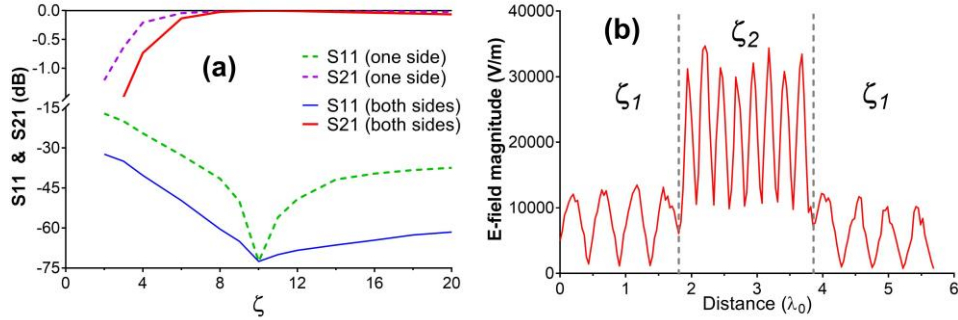 0.0
-0.5
-1.0
-15
-30
-45
-60
-75
S11 & S21 (dB)
(a)
S11 (one side)
S21 (one side)
S11 (both sides)
S21 (both sides)
0 4 8 12 16 20
ζ
40000
30000
20000
10000
0
E-field magnitude (V/m)
(b)
ζ1 ζ2 ζ1
0 1 2 3 4 5 6
Distance (λ0)